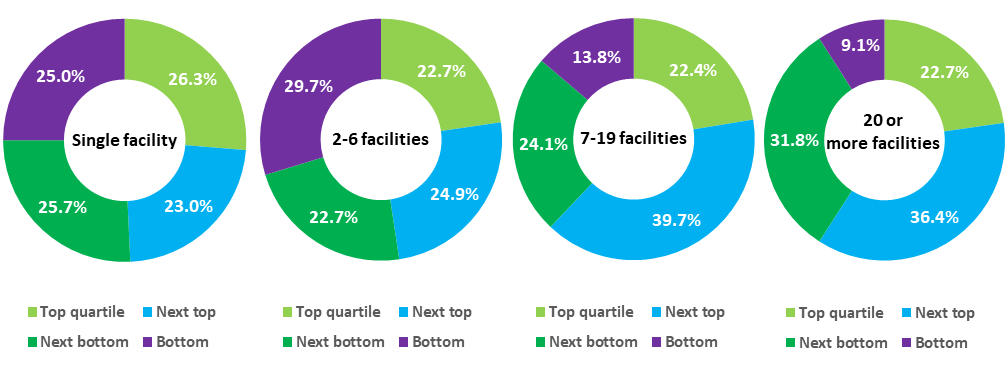 25.0%
26.3%
Single facility
25.7%
23.0%
22.7%
29.7%
2-6 facilities
24.9%
22.7%
13.8%
22.4%
7-19 facilities
24.1%
39.7%
9.1%
22.7%
20 or
more facilities
31.8%
36.4%
Top quartile Next top
Next bottom Bottom
Top quartile Next top
Next bottom Bottom
Top quartile Next top
Next bottom Bottom
Top quartile Next top
Next bottom Bottom